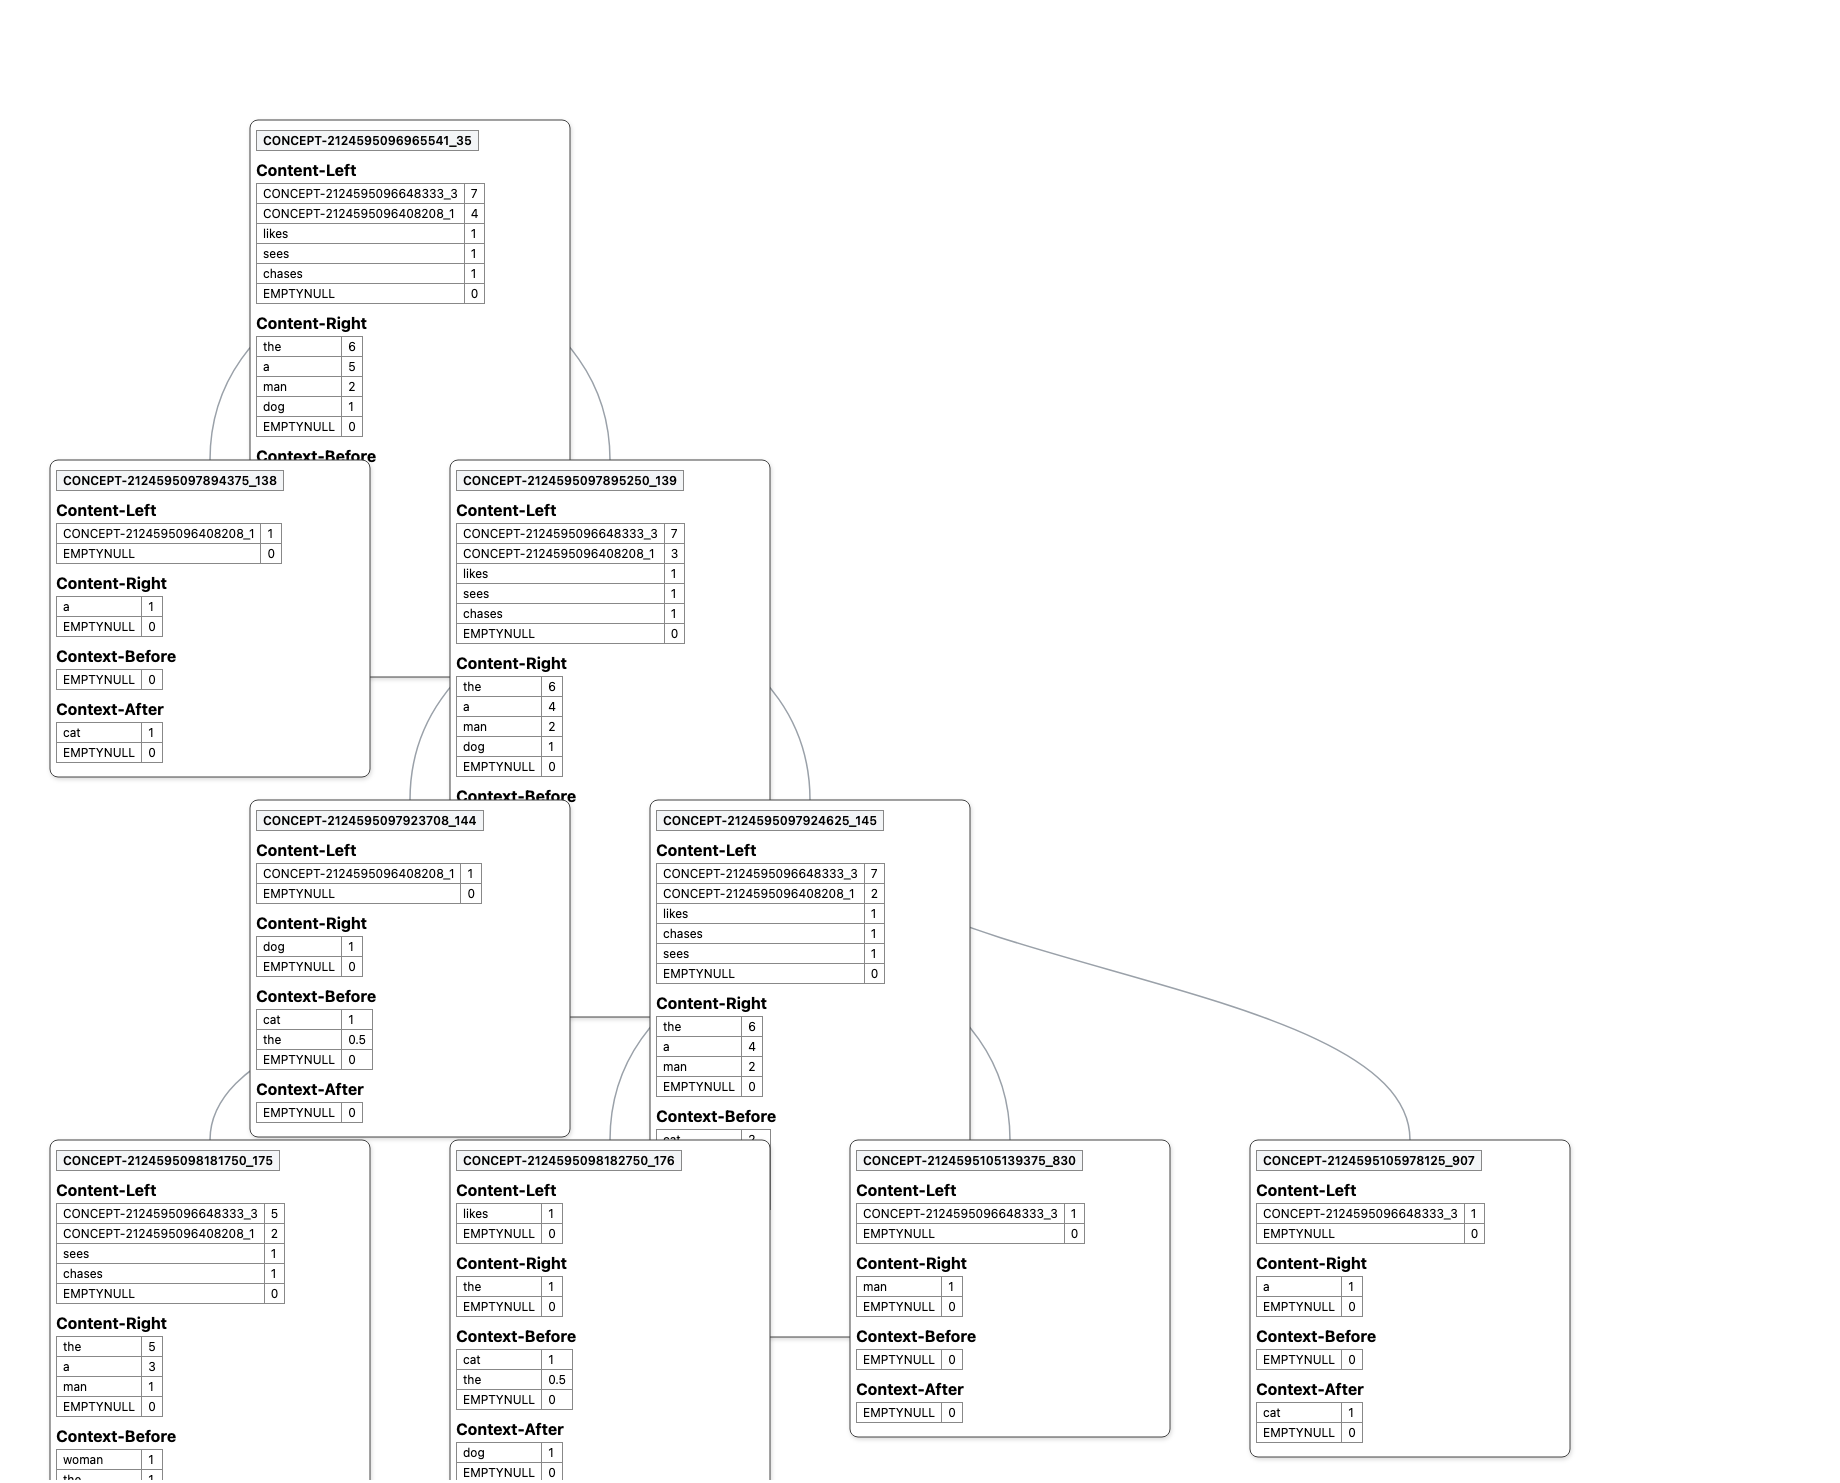 CONCEPT-2124595096965541_35
Content-Left
CONCEPT-2124595096648333_3 7
CONCEPT-2124595096408208_1 4
likes 1
sees 1
chases 1
EMPTYNULL 0
Content-Right
the 6
a 5
man 2
dog 1
EMPTYNULL 0
Context-Before
CONCEPT-2124595097894375_138
Content-Left
CONCEPT-2124595096408208_1 1
EMPTYNULL 0
Content-Right
a 1
EMPTYNULL 0
Context-Before
EMPTYNULL 0
Context-After
cat 1
EMPTYNULL 0
CONCEPT-2124595097895250_139
Content-Left
CONCEPT-2124595096648333_3 7
CONCEPT-2124595096408208_1 3
likes 1
sees 1
chases 1
EMPTYNULL 0
Content-Right
the 6
a 4
man 2
dog 1
EMPTYNULL 0
Context-Before
CONCEPT-2124595097923708_144
Content-Left
CONCEPT-2124595096408208_1 1
EMPTYNULL 0
Content-Right
dog 1
EMPTYNULL 0
Context-Before
cat 1
the 0.5
EMPTYNULL 0
Context-After
EMPTYNULL 0
CONCEPT-2124595097924625_145
Content-Left
CONCEPT-2124595096648333_3 7
CONCEPT-2124595096408208_1 2
likes 1
chases 1
sees 1
EMPTYNULL 0
Content-Right
the 6
a 4
man 2
EMPTYNULL 0
Context-Before
cat 2
CONCEPT-2124595098181750_175
Content-Left
CONCEPT-2124595096648333_3 5
CONCEPT-2124595096408208_1 2
sees 1
chases 1
EMPTYNULL 0
Content-Right
the 5
a 3
man 1
EMPTYNULL 0
Context-Before
woman 1
the 1
CONCEPT-2124595098182750_176
Content-Left
likes 1
EMPTYNULL 0
Content-Right
the 1
EMPTYNULL 0
Context-Before
cat 1
the 0.5
EMPTYNULL 0
Context-After
dog 1
EMPTYNULL 0
CONCEPT-2124595105139375_830
Content-Left
CONCEPT-2124595096648333_3 1
EMPTYNULL 0
Content-Right
man 1
EMPTYNULL 0
Context-Before
EMPTYNULL 0
Context-After
EMPTYNULL 0
CONCEPT-2124595105978125_907
Content-Left
CONCEPT-2124595096648333_3 1
EMPTYNULL 0
Content-Right
a 1
EMPTYNULL 0
Context-Before
EMPTYNULL 0
Context-After
cat 1
EMPTYNULL 0